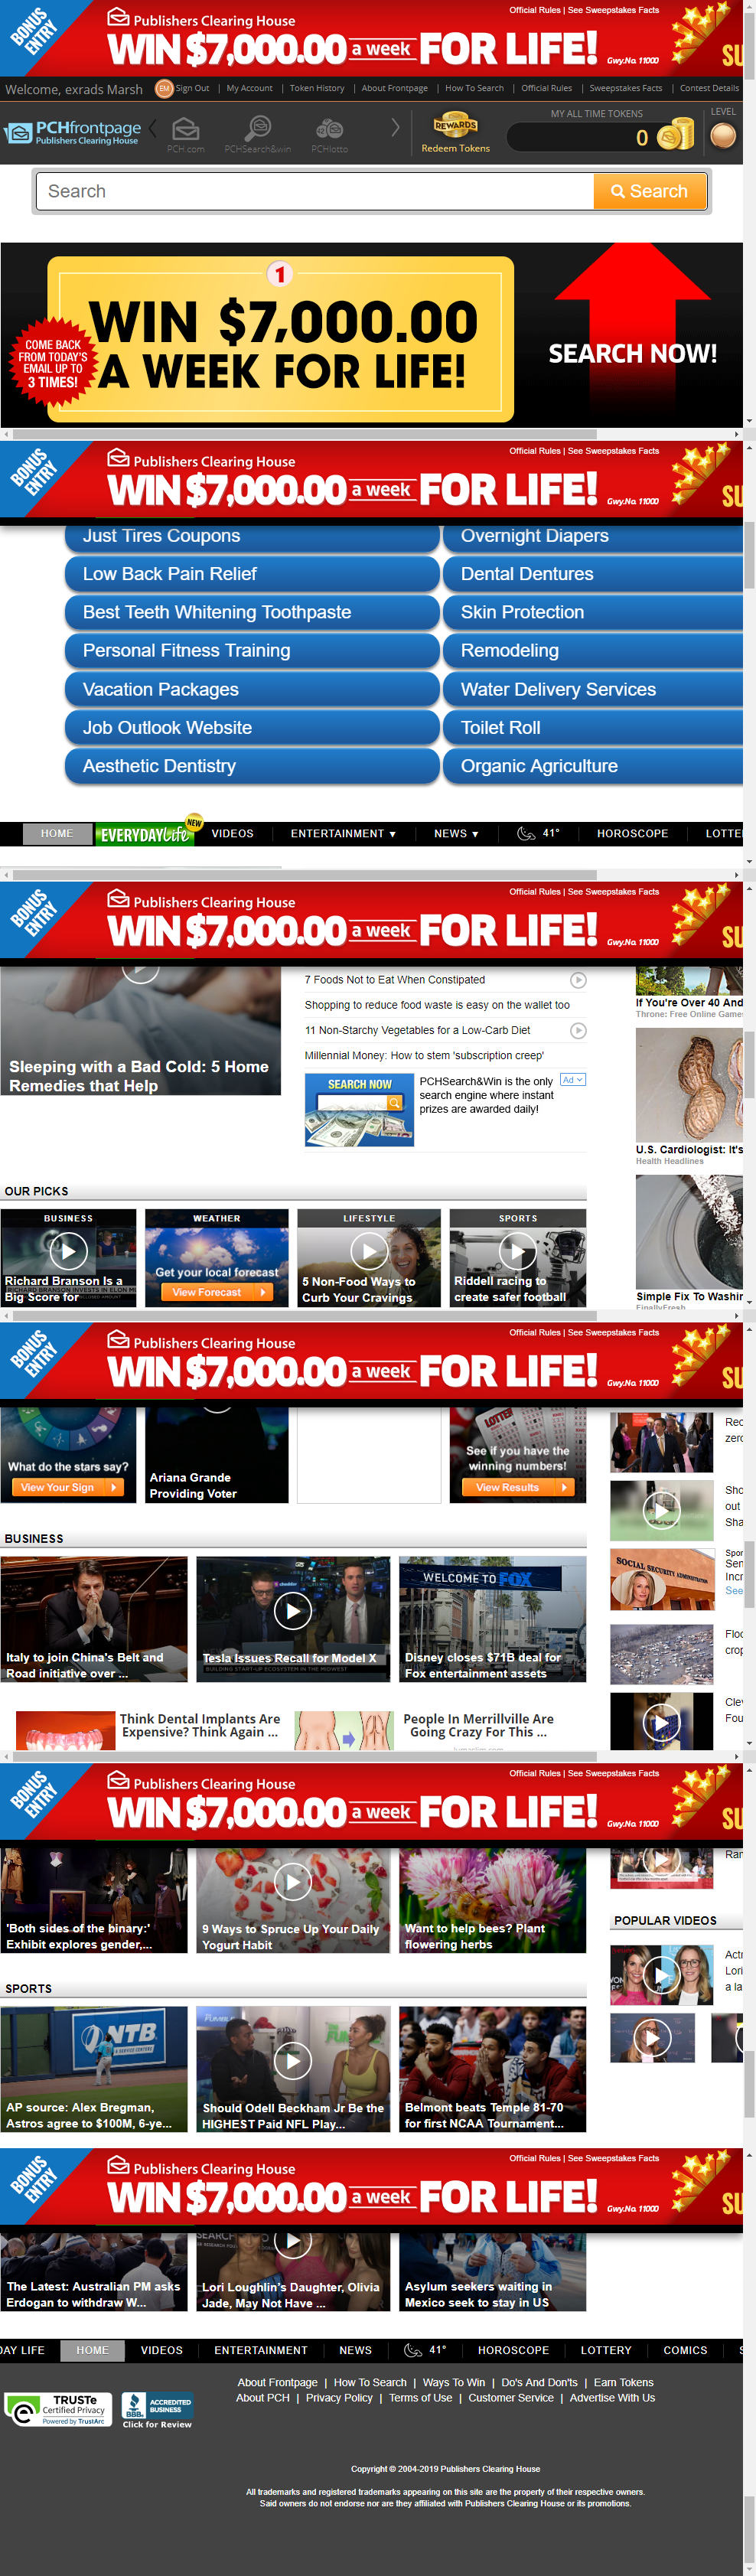 BONUS ENTRY
Publishers Clearing House
Official Rules | See Sweepstakes Facts
WIN $7,000.00 a week FOR LIFE!
Gwy.No. 11000
SU
Welcome, exrads Marsh
EM
Sign Out | My Account | Token History | About Frontpage | How To Search | Official Rules | Sweepstakes Facts | Contest Details
PCHfrontpage
Publishers Clearing House
PCH.com
PCHSearch&win
PCHlotto
REWARDS
Redeem Tokens
MY ALL TIME TOKENS
0
LEVEL
Search
Search
1
WIN $7,000.00
A WEEK FOR LIFE!
COME BACK
FROM TODAY'S
EMAIL UP TO
3 TIMES!
SEARCH NOW!
BONUS ENTRY
Publishers Clearing House
Official Rules | See Sweepstakes Facts
WIN $7,000.00 a week FOR LIFE!
Gwy.No. 11000
SU
Just Tires Coupons
Overnight Diapers
Low Back Pain Relief
Dental Dentures
Best Teeth Whitening Toothpaste
Skin Protection
Personal Fitness Training
Remodeling
Vacation Packages
Water Delivery Services
Job Outlook Website
Toilet Roll
Aesthetic Dentistry
Organic Agriculture
HOME
EVERYDAY Life
NEW
VIDEOS
ENTERTAINMENT ▼
NEWS ▼
41°
HOROSCOPE
LOTTE
BONUS ENTRY
Publishers Clearing House
Official Rules | See Sweepstakes Facts
WIN $7,000.00 a week FOR LIFE!
Gwy.No. 11000
SU
Sleeping with a Bad Cold: 5 Home
Remedies that Help
7 Foods Not to Eat When Constipated
Shopping to reduce food waste is easy on the wallet too
11 Non-Starchy Vegetables for a Low-Carb Diet
Millennial Money: How to stem 'subscription creep'
SEARCH NOW
PCHSearch&Win is the only
search engine where instant
prizes are awarded daily!
Ad
If You're Over 40 And
Throne: Free Online Game
U.S. Cardiologist: It's
Health Headlines
Simple Fix To Washin
FinallyFresh
OUR PICKS
BUSINESS
Richard Branson Is a
Big Score for
WEATHER
Get your local forecast
View Forecast
LIFESTYLE
5 Non-Food Ways to
Curb Your Cravings
SPORTS
Riddell racing to
create safer football
BONUS ENTRY
Publishers Clearing House
Official Rules | See Sweepstakes Facts
WIN $7,000.00 a week FOR LIFE!
Gwy.No. 11000
SU
What do the stars say?
View Your Sign
Ariana Grande
Providing Voter
LOTTER
See if you have the
winning numbers!
View Results
Rec
zero
Sho
out
Sha
SOCIAL SECURITY ADMINISTRATION
Spor
Sen
Incr
See
Floo
crop
Clev
Fou
BUSINESS
Italy to join China's Belt and
Road initiative over ...
Tesla Issues Recall for Model X
BUILDING START-UP ECOSYSTEM IN THE MIDWEST
WELCOME TO FOX
Disney closes $71B deal for
Fox entertainment assets
Think Dental Implants Are
Expensive? Think Again ...
People In Merrillville Are
Going Crazy For This ...
BONUS ENTRY
Publishers Clearing House
Official Rules | See Sweepstakes Facts
WIN $7,000.00 a week FOR LIFE!
Gwy.No. 11000
SU
'Both sides of the binary:'
Exhibit explores gender,...
9 Ways to Spruce Up Your Daily
Yogurt Habit
Want to help bees? Plant
flowering herbs
Ran
POPULAR VIDEOS
Actr
Lori
a la
SPORTS
NTB
AP source: Alex Bregman,
Astros agree to $100M, 6-ye...
Should Odell Beckham Jr Be the
HIGHEST Paid NFL Play...
Belmont beats Temple 81-70
for first NCAA Tournament...
BONUS ENTRY
Publishers Clearing House
Official Rules | See Sweepstakes Facts
WIN $7,000.00 a week FOR LIFE!
Gwy.No. 11000
SU
The Latest: Australian PM asks
Erdogan to withdraw W...
Lori Loughlin's Daughter, Olivia
Jade, May Not Have ...
Asylum seekers waiting in
Mexico seek to stay in US
DAY LIFE
HOME
VIDEOS
ENTERTAINMENT
NEWS
41°
HOROSCOPE
LOTTERY
COMICS
S
About Frontpage | How To Search | Ways To Win | Do's And Don'ts | Earn Tokens
About PCH | Privacy Policy | Terms of Use | Customer Service | Advertise With Us
TRUSTe
Certified Privacy
Powered by TrustArc
BBB
ACCREDITED
BUSINESS
Click for Review
Copyright © 2004-2019 Publishers Clearing House
All trademarks and registered trademarks appearing on this site are the property of their respective owners.
Said owners do not endorse nor are they affiliated with Publishers Clearing House or its promotions.